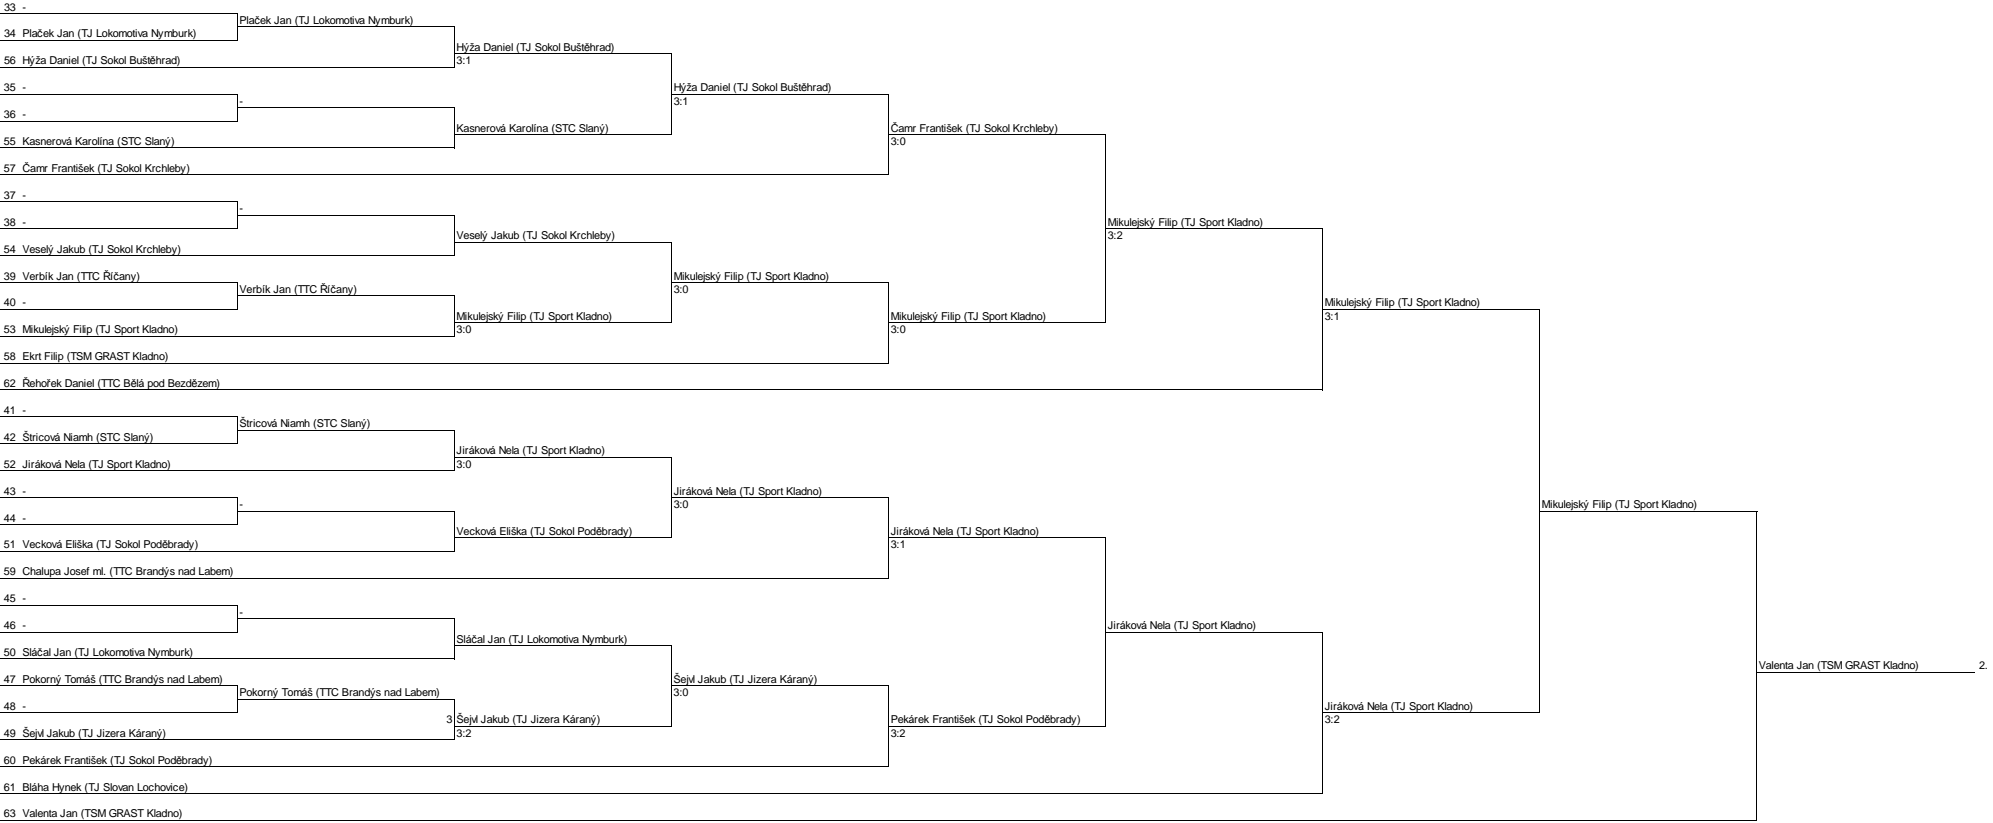 33 -
Plaček Jan (TJ Lokomotiva Nymburk)
34 Plaček Jan (TJ Lokomotiva Nymburk)
Hýža Daniel (TJ Sokol Buštěhrad)
56 Hýža Daniel (TJ Sokol Buštěhrad)
3:1
35 -
Hýža Daniel (TJ Sokol Buštěhrad)
-
3:1
36 -
Kasnerová Karolína (STC Slaný)
Čamr František (TJ Sokol Krchleby)
55 Kasnerová Karolína (STC Slaný)
3:0
57 Čamr František (TJ Sokol Krchleby)
37 -
-
38 -
Mikulejský Filip (TJ Sport Kladno)
Veselý Jakub (TJ Sokol Krchleby)
3:2
54 Veselý Jakub (TJ Sokol Krchleby)
39 Verbík Jan (TTC Říčany)
Mikulejský Filip (TJ Sport Kladno)
Verbík Jan (TTC Říčany)
3:0
40 -
Mikulejský Filip (TJ Sport Kladno)
Mikulejský Filip (TJ Sport Kladno)
Mikulejský Filip (TJ Sport Kladno)
3:1
53 Mikulejský Filip (TJ Sport Kladno)
3:0
3:0
58 Ekrt Filip (TSM GRAST Kladno)
62 Řehořek Daniel (TTC Bělá pod Bezdězem)
41 -
Štricová Niamh (STC Slaný)
42 Štricová Niamh (STC Slaný)
Jiráková Nela (TJ Sport Kladno)
52 Jiráková Nela (TJ Sport Kladno)
3:0
43 -
Jiráková Nela (TJ Sport Kladno)
-
3:0
Mikulejský Filip (TJ Sport Kladno)
44 -
Vecková Eliška (TJ Sokol Poděbrady)
Jiráková Nela (TJ Sport Kladno)
51 Vecková Eliška (TJ Sokol Poděbrady)
3:1
59 Chalupa Josef ml. (TTC Brandýs nad Labem)
45 -
-
46 -
Jiráková Nela (TJ Sport Kladno)
Sláčal Jan (TJ Lokomotiva Nymburk)
50 Sláčal Jan (TJ Lokomotiva Nymburk)
Valenta Jan (TSM GRAST Kladno) 2.
47 Pokorný Tomáš (TTC Brandýs nad Labem)
Šejvl Jakub (TJ Jizera Káraný)
Pokorný Tomáš (TTC Brandýs nad Labem)
3:0
48 -
Jiráková Nela (TJ Sport Kladno)
3 Šejvl Jakub (TJ Jizera Káraný)
Pekárek František (TJ Sokol Poděbrady)
3:2
49 Šejvl Jakub (TJ Jizera Káraný)
3:2
3:2
60 Pekárek František (TJ Sokol Poděbrady)
61 Bláha Hynek (TJ Slovan Lochovice)
63 Valenta Jan (TSM GRAST Kladno)